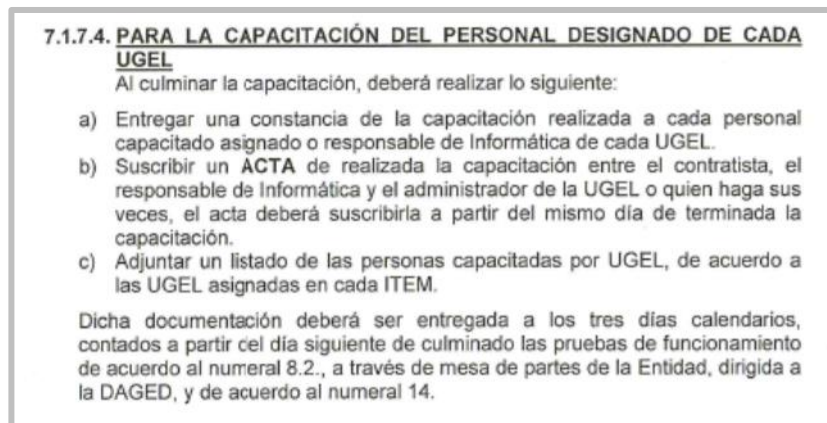 7.1.7.4. PARA LA CAPACITACIÓN DEL PERSONAL DESIGNADO DE CADA
UGEL
Al culminar la capacitación, deberá realizar lo siguiente:
a) Entregar una constancia de la capacitación realizada a cada personal
capacitado asignado o responsable de Informática de cada UGEL.
b) Suscribir un ACTA de realizada la capacitación entre el contratista, el
responsable de Informática y el administrador de la UGEL o quien haga sus
veces, el acta deberá suscribirla a partir del mismo día de terminada la
capacitación.
c) Adjuntar un listado de las personas capacitadas por UGEL, de acuerdo a
las UGEL asignadas en cada ITEM.
Dicha documentación deberá ser entregada a los tres días calendarios,
contados a partir del día siguiente de culminado las pruebas de funcionamiento
de acuerdo al numeral 8.2., a través de mesa de partes de la Entidad, dirigida a
la DAGED, y de acuerdo al numeral 14.